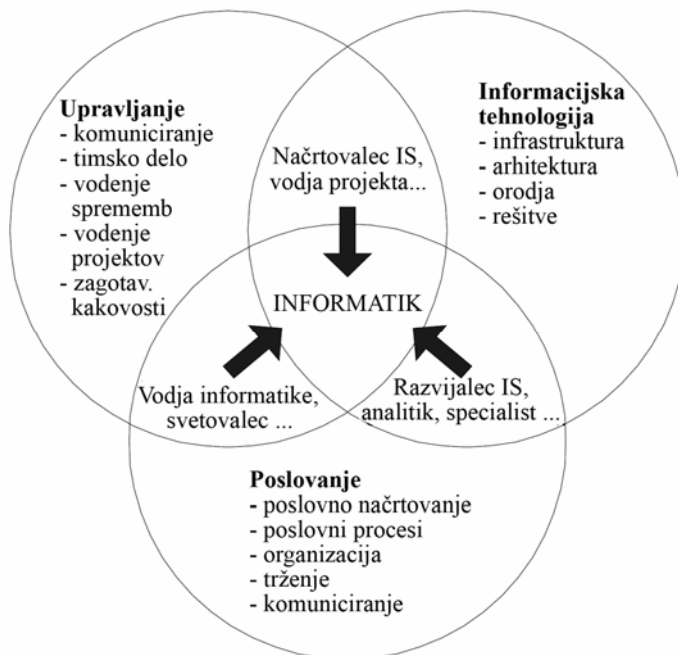 Upravljanje
- komuniciranje
- timsko delo
- vodenje
sprememb
- vodenje
projektov
- zagotav.
kakovosti
Informacijska
tehnologija
- infrastruktura
- arhitektura
- orodja
- rešitve
Načrtovalec IS,
vodja projekta...
INFORMATIK
Vodja informatike,
svetovalec ...
Razvijalec IS,
analitik, specialist ...
Poslovanje
- poslovno načrtovanje
- poslovni procesi
- organizacija
- trženje
- komuniciranje